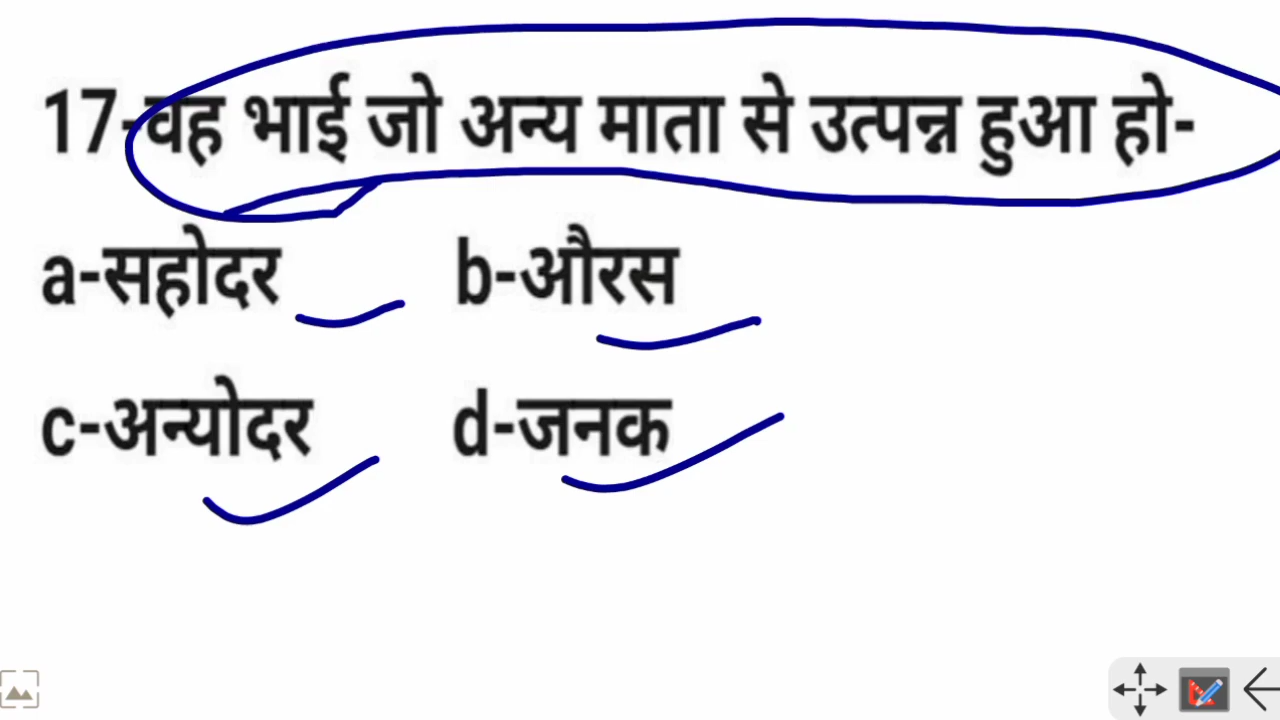 17-वह भाई जो अन्य माता से उत्पन्न हुआ हो-
a-सहोदर b-औरस
c-अन्योदर d-जनक